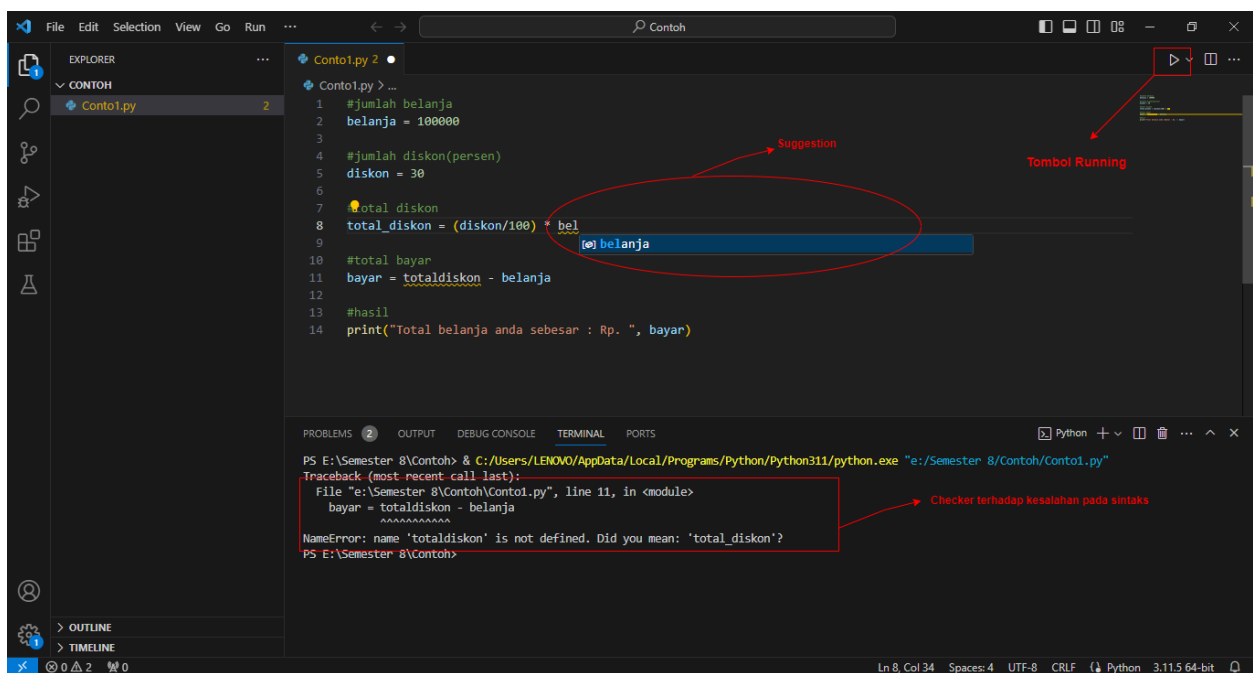 File Edit Selection View Go Run ··· Contoh
EXPLORER ···
CONTOH
Conto1.py 2
Conto1.py 2 ●
Conto1.py > ...
1 #jumlah belanja
2 belanja = 100000
3
4 #jumlah diskon(persen)
5 diskon = 30
6
7 #total diskon
8 total_diskon = (diskon/100) * bel
9 belanja
10 #total bayar
11 bayar = totaldiskon - belanja
12
13 #hasil
14 print("Total belanja anda sebesar : Rp. ", bayar)
Suggestion
Tombol Running
PROBLEMS 2 OUTPUT DEBUG CONSOLE TERMINAL PORTS Python
PS E:\Semester 8\Contoh> & C:/Users/LENOVO/AppData/Local/Programs/Python/Python311/python.exe "e:/Semester 8/Contoh/Conto1.py"
Traceback (most recent call last):
File "e:\Semester 8\Contoh\Conto1.py", line 11, in <module>
bayar = totaldiskon - belanja
^^^^^^^^^^^
NameError: name 'totaldiskon' is not defined. Did you mean: 'total_diskon'?
PS E:\Semester 8\Contoh>
Checker terhadap kesalahan pada sintaks
1
OUTLINE
TIMELINE
1
0 2 0 Ln 8, Col 34 Spaces: 4 UTF-8 CRLF Python 3.11.5 64-bit